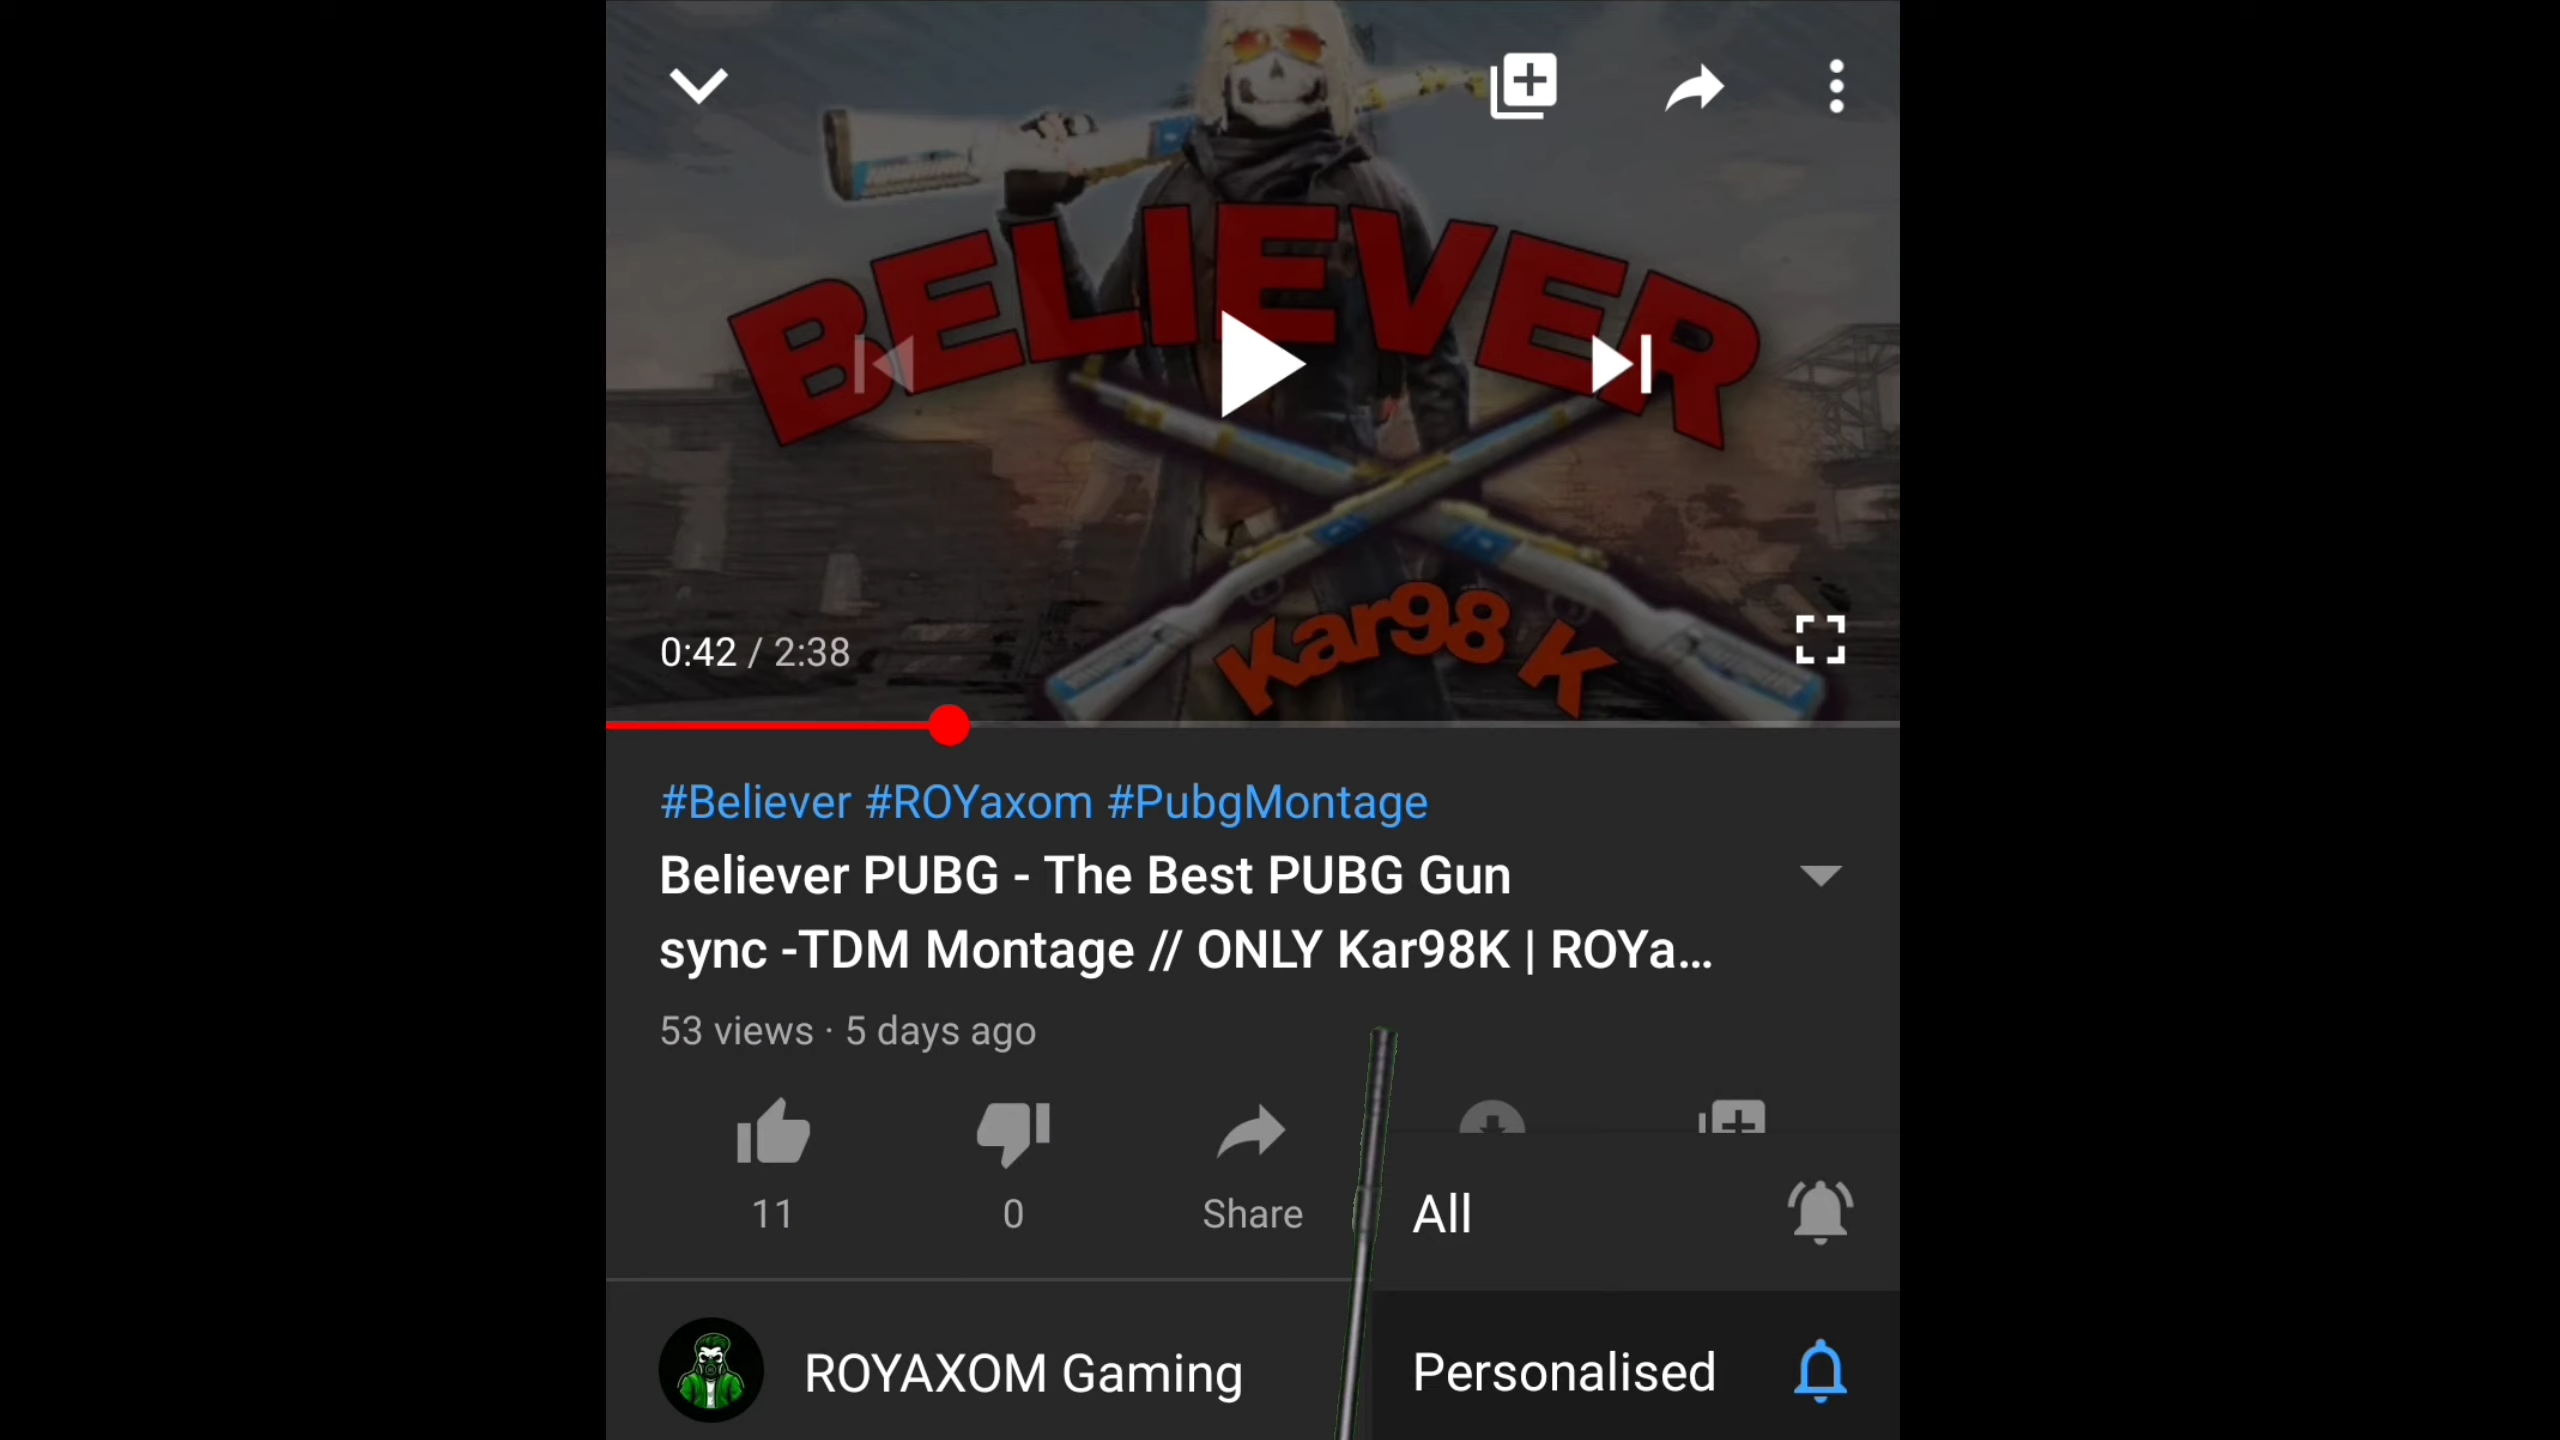 BELIEVER
Kar98 K
0:42 / 2:38
#Believer #ROYaxom #PubgMontage
Believer PUBG - The Best PUBG Gun
sync -TDM Montage // ONLY Kar98K | ROYa...
53 views · 5 days ago
11
0
Share
All
ROYAXOM Gaming
Personalised